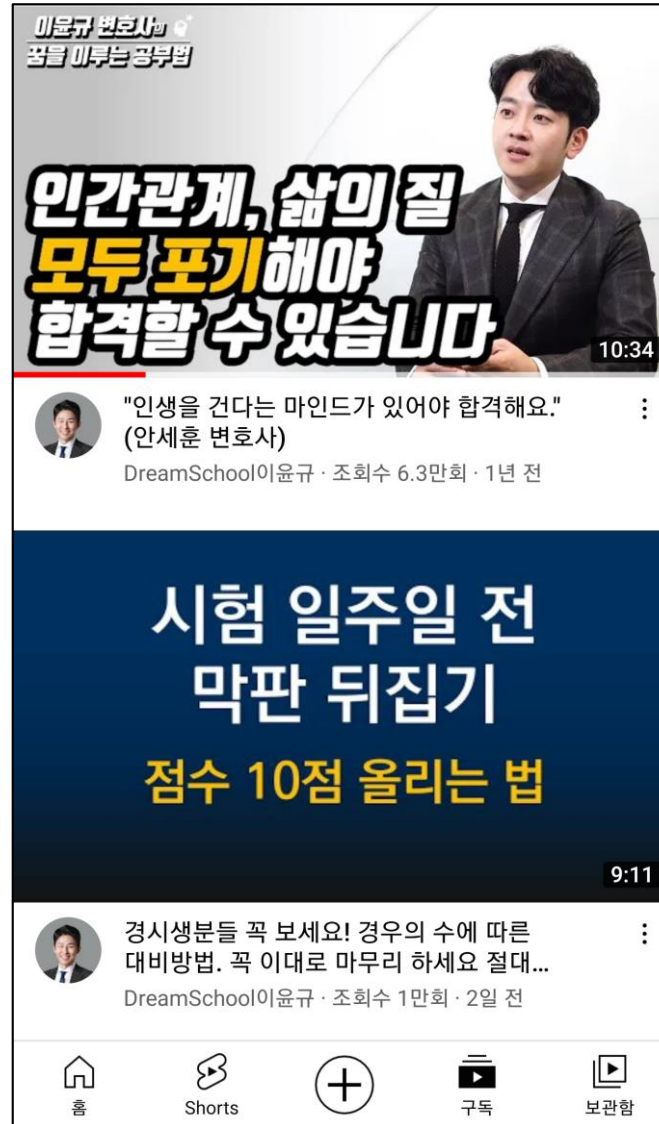 이윤규 변호사의
꿈을 이루는 공부법
인간관계, 삶의 질
모두 포기해야
합격할 수 있습니다
10:34
"인생을 건다는 마인드가 있어야 합격해요."
(안세훈 변호사)
DreamSchool이윤규 · 조회수 6.3만회 · 1년 전
시험 일주일 전
막판 뒤집기
점수 10점 올리는 법
9:11
경시생분들 꼭 보세요! 경우의 수에 따른
대비방법. 꼭 이대로 마무리 하세요 절대...
DreamSchool이윤규 · 조회수 1만회 · 2일 전
홈
Shorts
구독
보관함